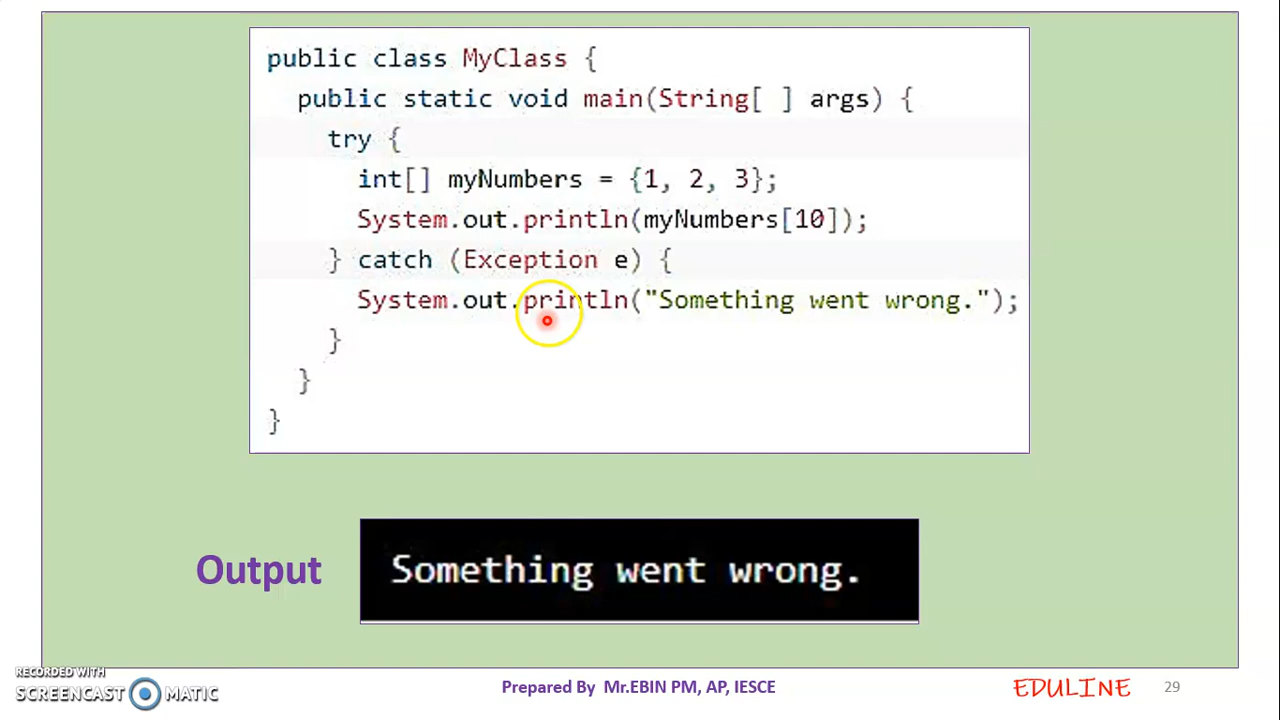 public class MyClass {
public static void main(String[ ] args) {
try {
int[] myNumbers = {1, 2, 3};
System.out.println(myNumbers[10]);
} catch (Exception e) {
System.out.println("Something went wrong.");
}
}
}
Output
Something went wrong.
RECORDED WITH
SCREENCAST MATIC
Prepared By Mr.EBIN PM, AP, IESCE
EDULINE
29